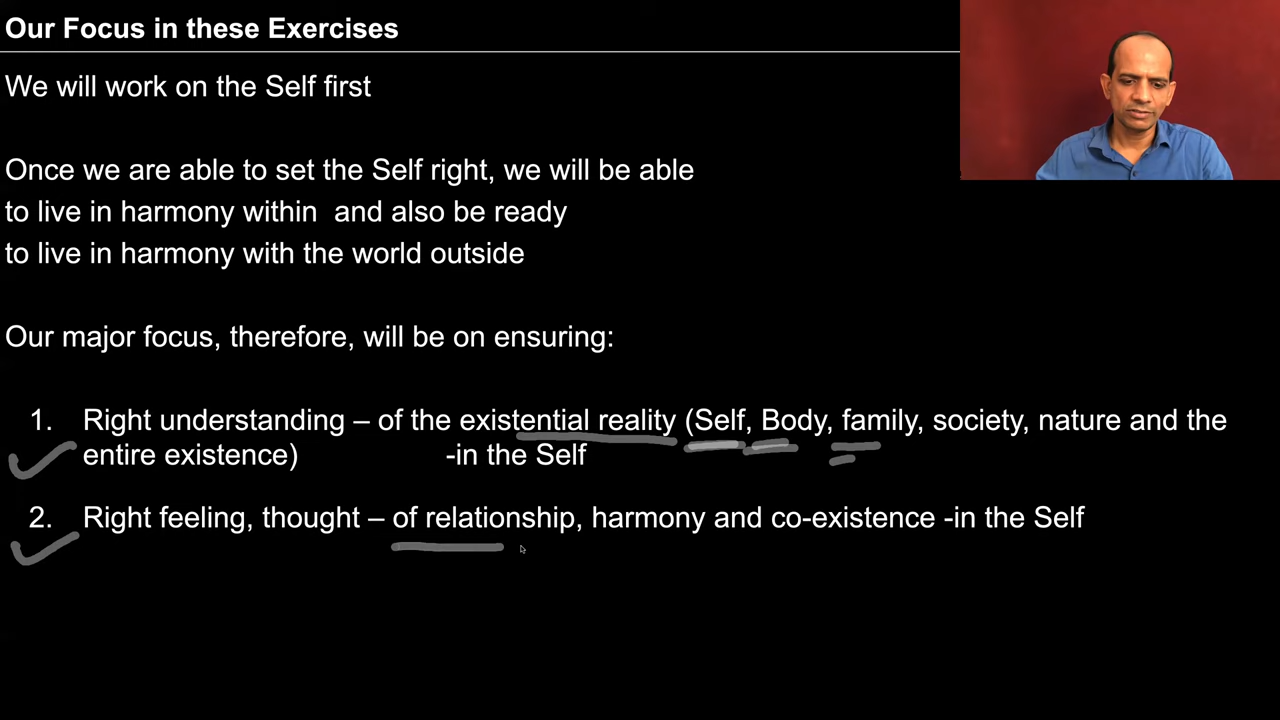 Our Focus in these Exercises
We will work on the Self first
Once we are able to set the Self right, we will be able
to live in harmony within and also be ready
to live in harmony with the world outside
Our major focus, therefore, will be on ensuring:
1. Right understanding – of the existential reality (Self, Body, family, society, nature and the
entire existence) -in the Self
2. Right feeling, thought – of relationship, harmony and co-existence -in the Self